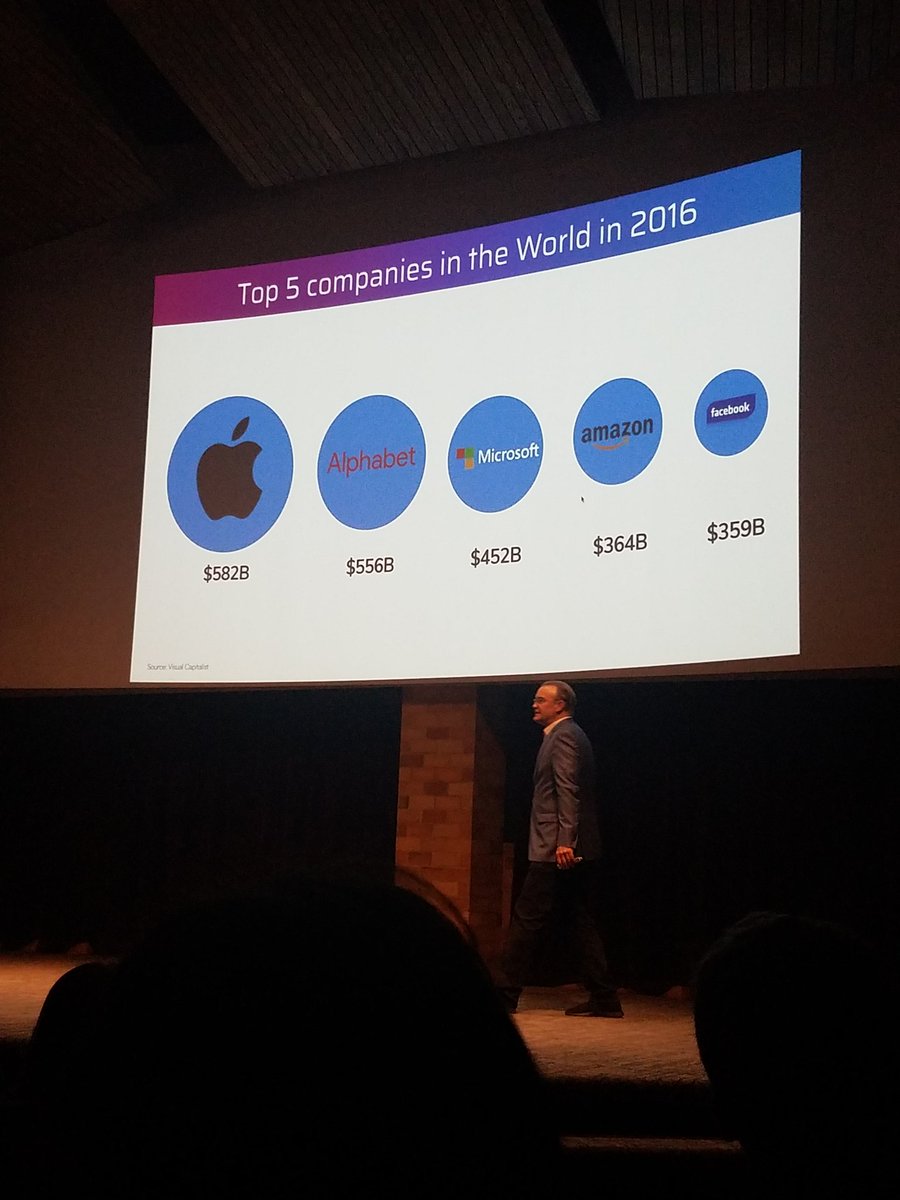 Top 5 companies in the World in 2016
Alphabet
Microsoft
amazon
facebook
$582B
$556B
$452B
$364B
$359B
Source: Visual Capitalist